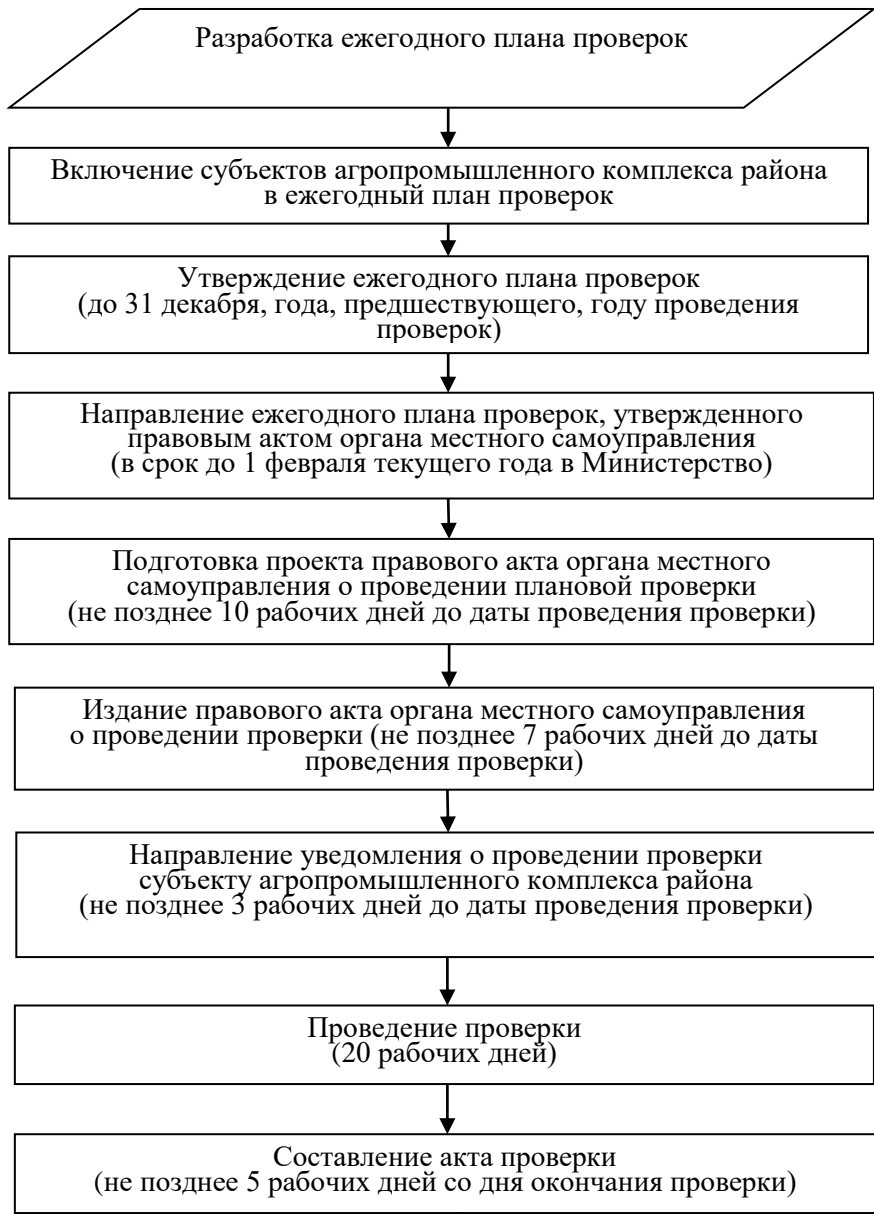 Разработка ежегодного плана проверок
Включение субъектов агропромышленного комплекса района
в ежегодный план проверок
Утверждение ежегодного плана проверок
(до 31 декабря, года, предшествующего, году проведения
проверок)
Направление ежегодного плана проверок, утвержденного
правовым актом органа местного самоуправления
(в срок до 1 февраля текущего года в Министерство)
Подготовка проекта правового акта органа местного
самоуправления о проведении плановой проверки
(не позднее 10 рабочих дней до даты проведения проверки)
Издание правового акта органа местного самоуправления
о проведении проверки (не позднее 7 рабочих дней до даты
проведения проверки)
Направление уведомления о проведении проверки
субъекту агропромышленного комплекса района
(не позднее 3 рабочих дней до даты проведения проверки)
Проведение проверки
(20 рабочих дней)
Составление акта проверки
(не позднее 5 рабочих дней со дня окончания проверки)